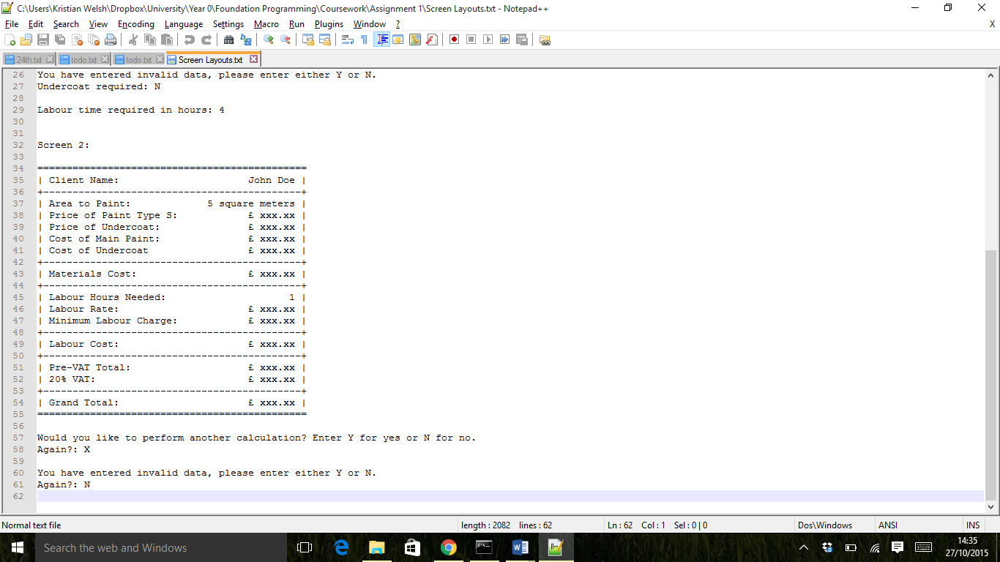 C:\Users\Kristian Welsh\Dropbox\University\Year 0\Foundation Programming\Coursework\Assignment 1\Screen Layouts.txt - Notepad++
File Edit Search View Encoding Language Settings Macro Run Plugins Window ? X
24th.txt todo.txt todo.txt Screen Layouts.txt
26 You have entered invalid data, please enter either Y or N.
27 Undercoat required: N
28
29 Labour time required in hours: 4
30
31
32 Screen 2:
33
34 ==============================================
35 | Client Name:                      John Doe |
36 +--------------------------------------------+
37 | Area to Paint:             5 square meters |
38 | Price of Paint Type S:            £ xxx.xx |
39 | Price of Undercoat:               £ xxx.xx |
40 | Cost of Main Paint:               £ xxx.xx |
41 | Cost of Undercoat                 £ xxx.xx |
42 +--------------------------------------------+
43 | Materials Cost:                   £ xxx.xx |
44 +--------------------------------------------+
45 | Labour Hours Needed:                     1 |
46 | Labour Rate:                      £ xxx.xx |
47 | Minimum Labour Charge:            £ xxx.xx |
48 +--------------------------------------------+
49 | Labour Cost:                      £ xxx.xx |
50 +--------------------------------------------+
51 | Pre-VAT Total:                    £ xxx.xx |
52 | 20% VAT:                          £ xxx.xx |
53 +--------------------------------------------+
54 | Grand Total:                      £ xxx.xx |
55 ==============================================
56
57 Would you like to perform another calculation? Enter Y for yes or N for no.
58 Again?: X
59
60 You have entered invalid data, please enter either Y or N.
61 Again?: N
62
Normal text file length : 2082 lines : 62 Ln : 62 Col : 1 Sel : 0 | 0 Dos\Windows ANSI INS
Search the web and Windows
14:35
27/10/2015